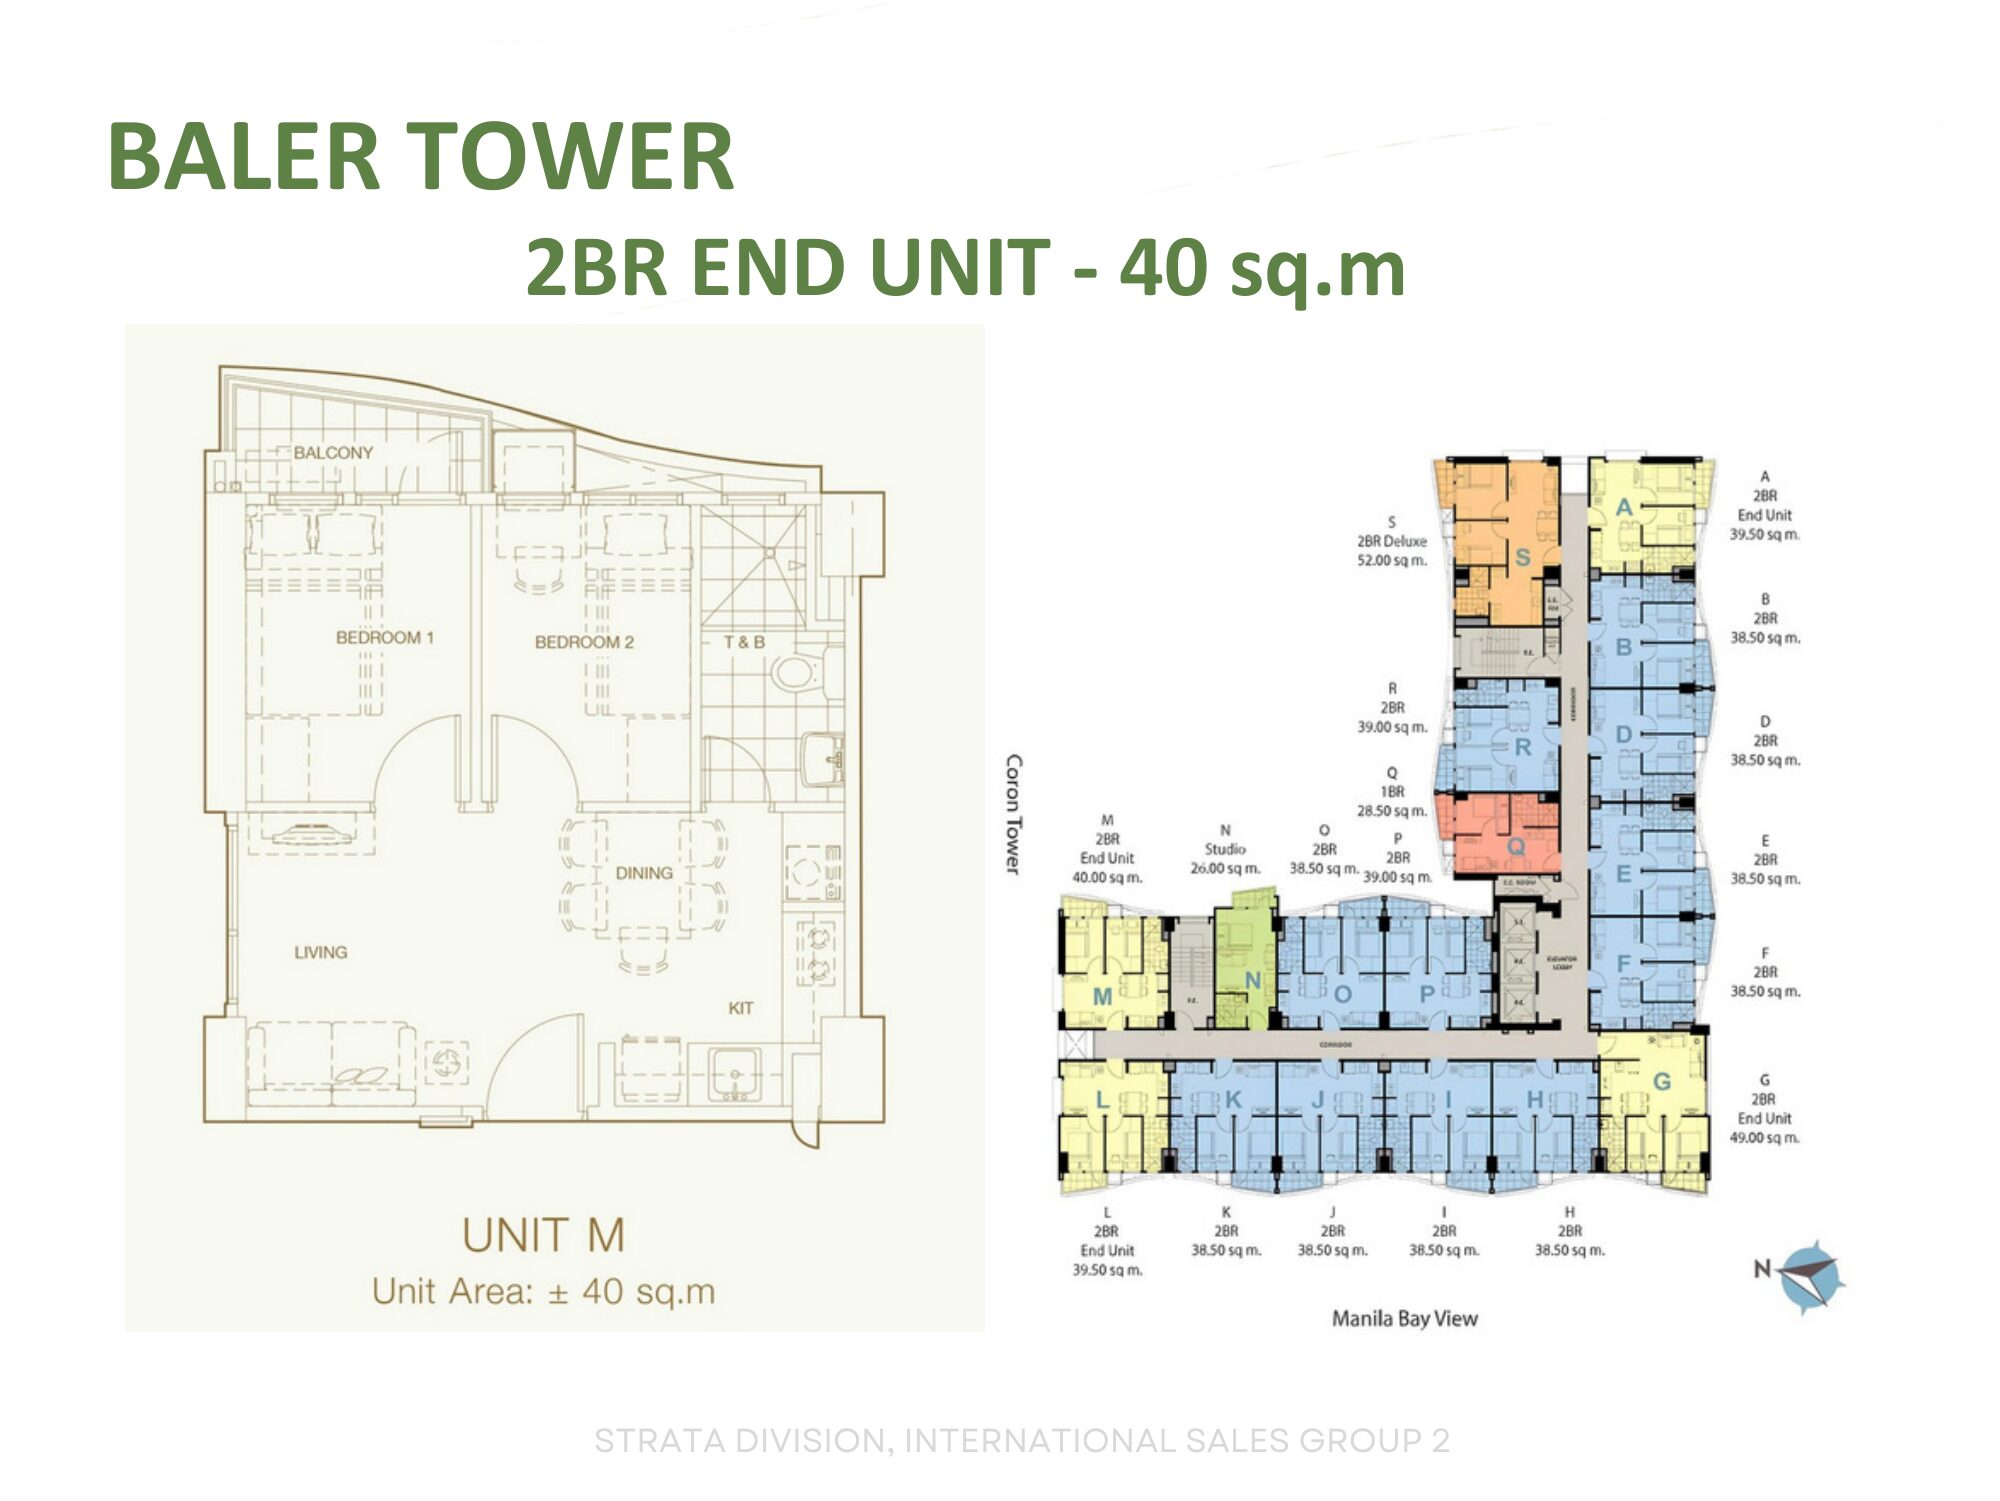 BALER TOWER
2BR END UNIT - 40 sq.m
BALCONY
BEDROOM 1
BEDROOM 2
T & B
DINING
LIVING
KIT
UNIT M
Unit Area: ± 40 sq.m
Coron Tower
S
2BR Deluxe
52.00 sq m.
R
2BR
39.00 sq m.
Q
1BR
28.50 sq m.
P
2BR
39.00 sq m.
O
2BR
38.50 sq m.
N
Studio
26.00 sq m.
M
2BR
End Unit
40.00 sq m.
A
2BR
End Unit
39.50 sq m.
B
2BR
38.50 sq m.
D
2BR
38.50 sq m.
E
2BR
38.50 sq m.
F
2BR
38.50 sq m.
G
2BR
End Unit
49.00 sq m.
L
2BR
End Unit
39.50 sq m.
K
2BR
38.50 sq m.
J
2BR
38.50 sq m.
I
2BR
38.50 sq m.
H
2BR
38.50 sq m.
S
A
B
R
D
Q
E
F
M
N
O
P
L
K
J
I
H
G
CORRIDOR
ELEVATOR
LOBBY
CORRIDOR
N
Manila Bay View
STRATA DIVISION, INTERNATIONAL SALES GROUP 2